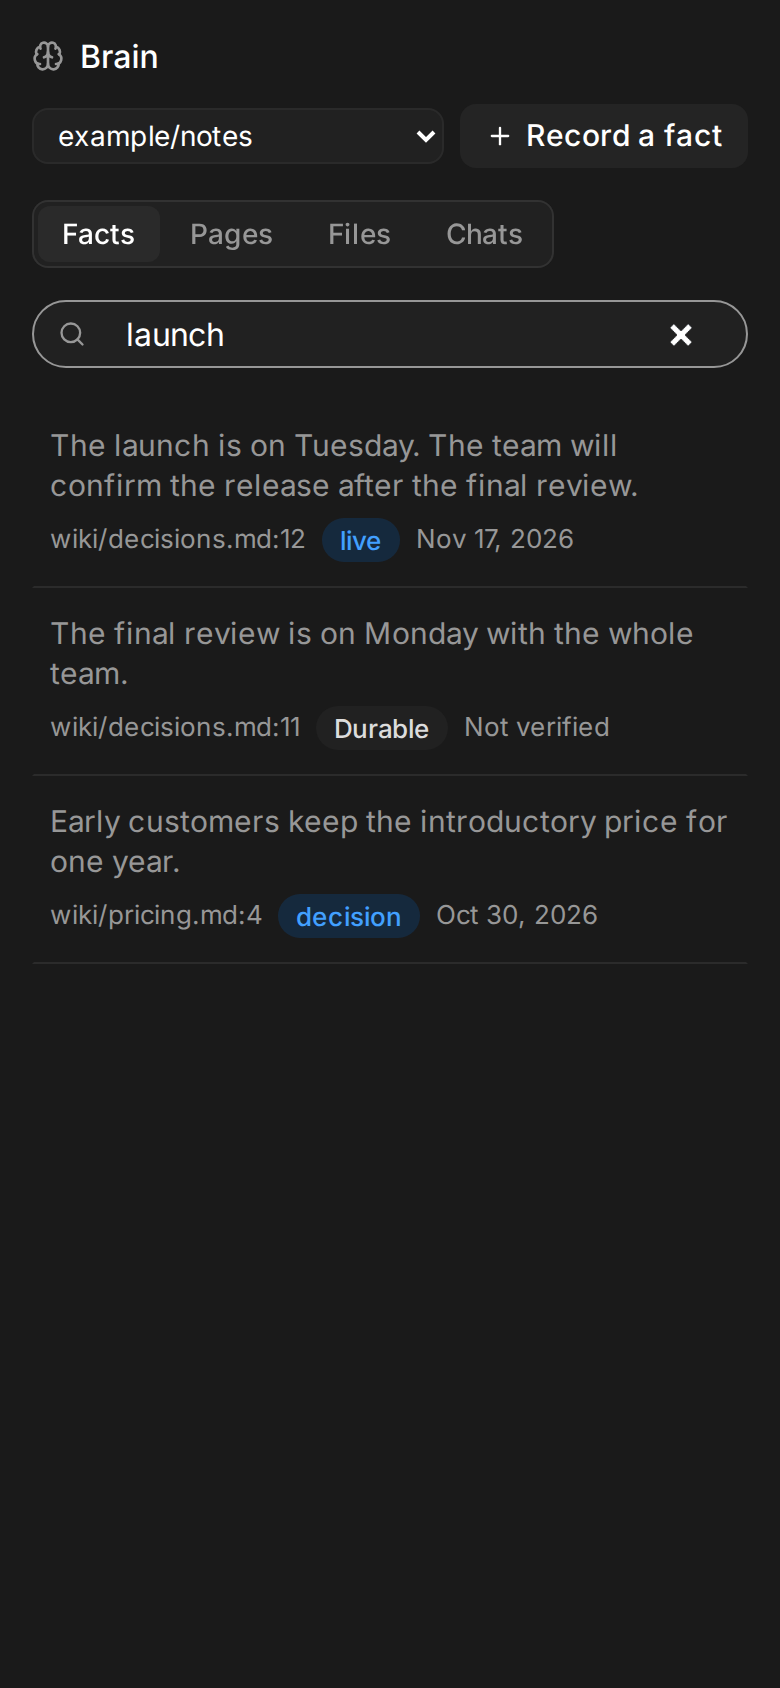 Brain
example/notes
Record a fact
Facts Pages Files Chats
launch
The launch is on Tuesday. The team will
confirm the release after the final review.
wiki/decisions.md:12 live Nov 17, 2026
The final review is on Monday with the whole
team.
wiki/decisions.md:11 Durable Not verified
Early customers keep the introductory price for
one year.
wiki/pricing.md:4 decision Oct 30, 2026